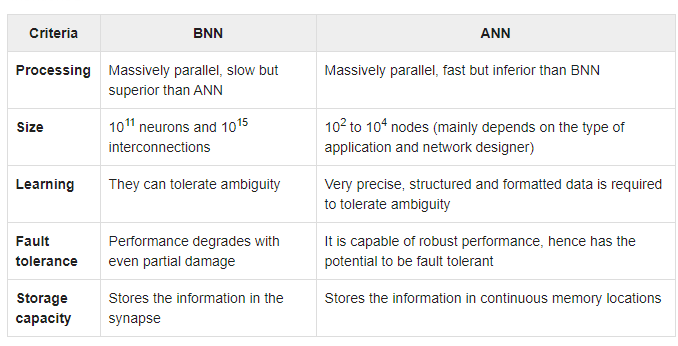 Criteria BNN ANN
Processing Massively parallel, slow but superior than ANN Massively parallel, fast but inferior than BNN
Size 10^11 neurons and 10^15 interconnections 10^2 to 10^4 nodes (mainly depends on the type of application and network designer)
Learning They can tolerate ambiguity Very precise, structured and formatted data is required to tolerate ambiguity
Fault tolerance Performance degrades with even partial damage It is capable of robust performance, hence has the potential to be fault tolerant
Storage capacity Stores the information in the synapse Stores the information in continuous memory locations